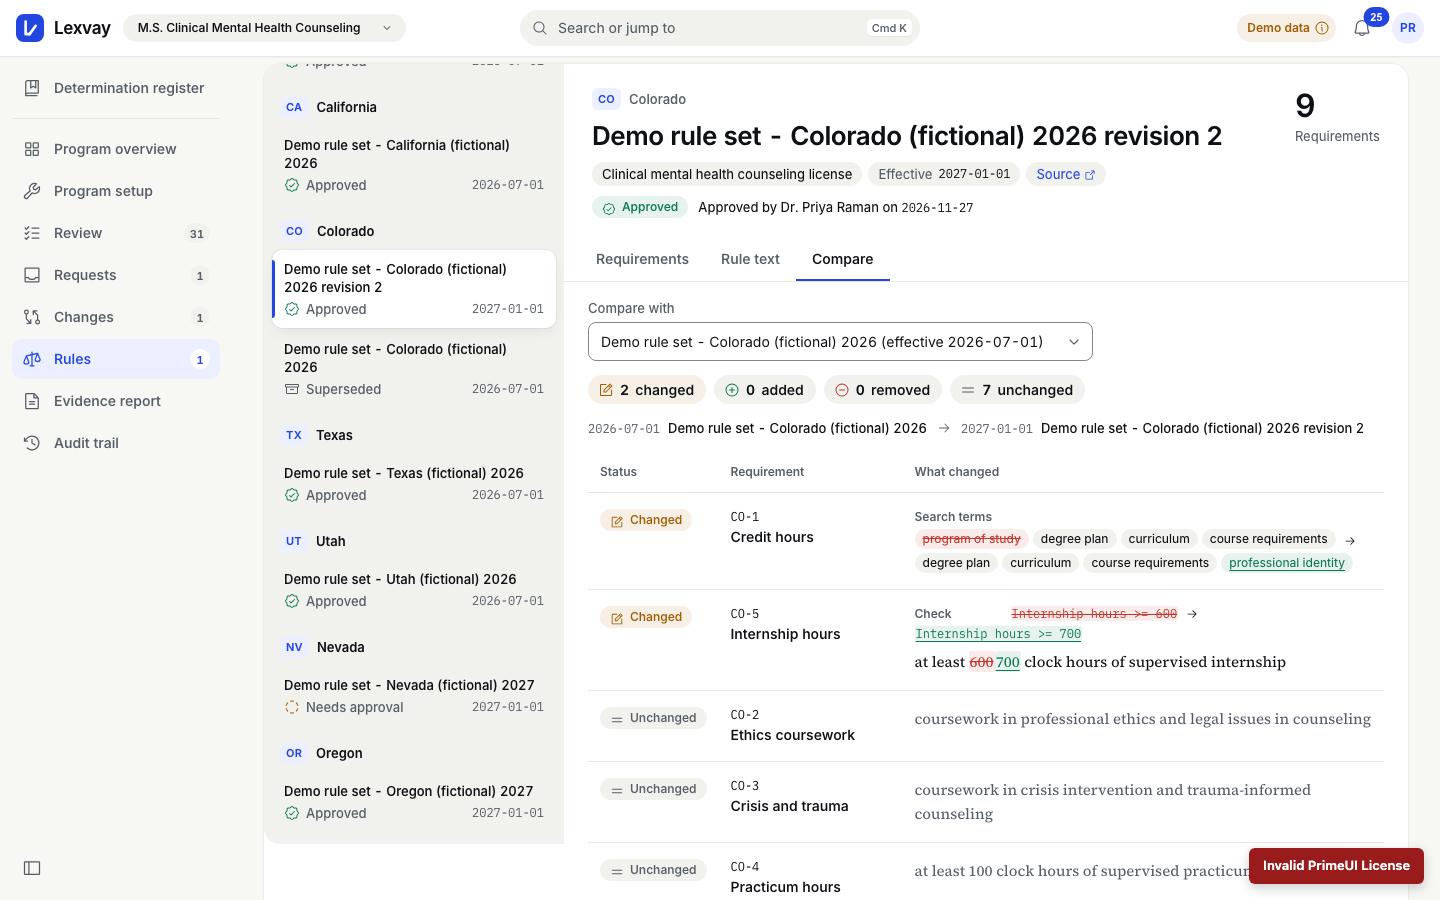 Lexvay
M.S. Clinical Mental Health Counseling
Search or jump to
Cmd K
Demo data
25
PR
Determination register
Program overview
Program setup
Review 31
Requests 1
Changes 1
Rules 1
Evidence report
Audit trail
Approved 2026-07-01
CA California
Demo rule set - California (fictional)
2026
Approved 2026-07-01
CO Colorado
Demo rule set - Colorado (fictional)
2026 revision 2
Approved 2027-01-01
Demo rule set - Colorado (fictional)
2026
Superseded 2026-07-01
TX Texas
Demo rule set - Texas (fictional) 2026
Approved 2026-07-01
UT Utah
Demo rule set - Utah (fictional) 2026
Approved 2026-07-01
NV Nevada
Demo rule set - Nevada (fictional) 2027
Needs approval 2027-01-01
OR Oregon
Demo rule set - Oregon (fictional) 2027
Approved 2027-01-01
CO Colorado
Demo rule set - Colorado (fictional) 2026 revision 2
9
Requirements
Clinical mental health counseling license
Effective 2027-01-01
Source
Approved
Approved by Dr. Priya Raman on 2026-11-27
Requirements
Rule text
Compare
Compare with
Demo rule set - Colorado (fictional) 2026 (effective 2026-07-01)
2 changed
0 added
0 removed
7 unchanged
2026-07-01 Demo rule set - Colorado (fictional) 2026 → 2027-01-01 Demo rule set - Colorado (fictional) 2026 revision 2
Status Requirement What changed
Changed
CO-1
Credit hours
Search terms
program of study degree plan curriculum course requirements →
degree plan curriculum course requirements professional identity
Changed
CO-5
Internship hours
Check Internship hours >= 600 →
Internship hours >= 700
at least 600 700 clock hours of supervised internship
Unchanged
CO-2
Ethics coursework
coursework in professional ethics and legal issues in counseling
Unchanged
CO-3
Crisis and trauma
coursework in crisis intervention and trauma-informed
counseling
Unchanged
CO-4
Practicum hours
at least 100 clock hours of supervised practicum
Invalid PrimeUI License